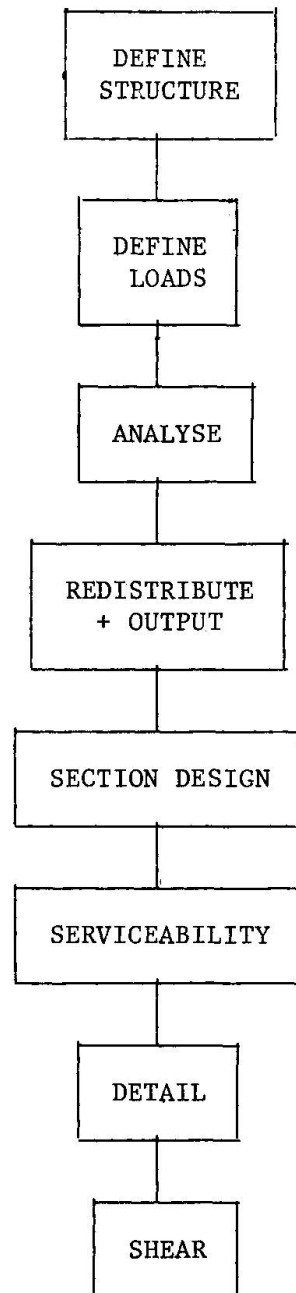 DEFINE
STRUCTURE
DEFINE
LOADS
ANALYSE
REDISTRIBUTE
+ OUTPUT
SECTION DESIGN
SERVICEABILITY
DETAIL
SHEAR